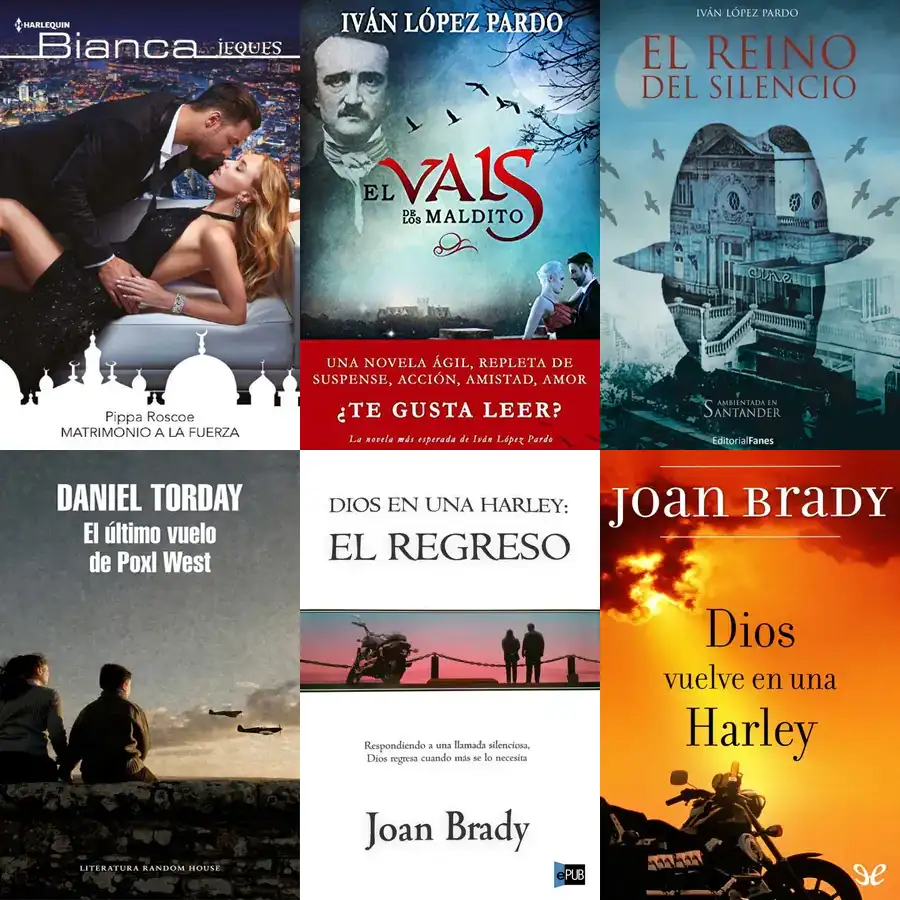 HARLEQUIN
Bianca JEQUES
Pippa Roscoe
MATRIMONIO A LA FUERZA
IVÁN LÓPEZ PARDO
EL VALS
DE LOS MALDITO
UNA NOVELA ÁGIL, REPLETA DE
SUSPENSE, ACCIÓN, AMISTAD, AMOR
¿TE GUSTA LEER?
La novela más esperada de Iván López Pardo
IVÁN LÓPEZ PARDO
EL REINO
DEL SILENCIO
cine
AMBIENTADA EN
SANTANDER
EditorialFanes
DANIEL TORDAY
El último vuelo
de Poxl West
LITERATURA RANDOM HOUSE
DIOS EN UNA HARLEY:
EL REGRESO
Respondiendo a una llamada silenciosa,
Dios regresa cuando más se lo necesita
Joan Brady
ePUB
JOAN BRADY
Dios
vuelve en una
Harley